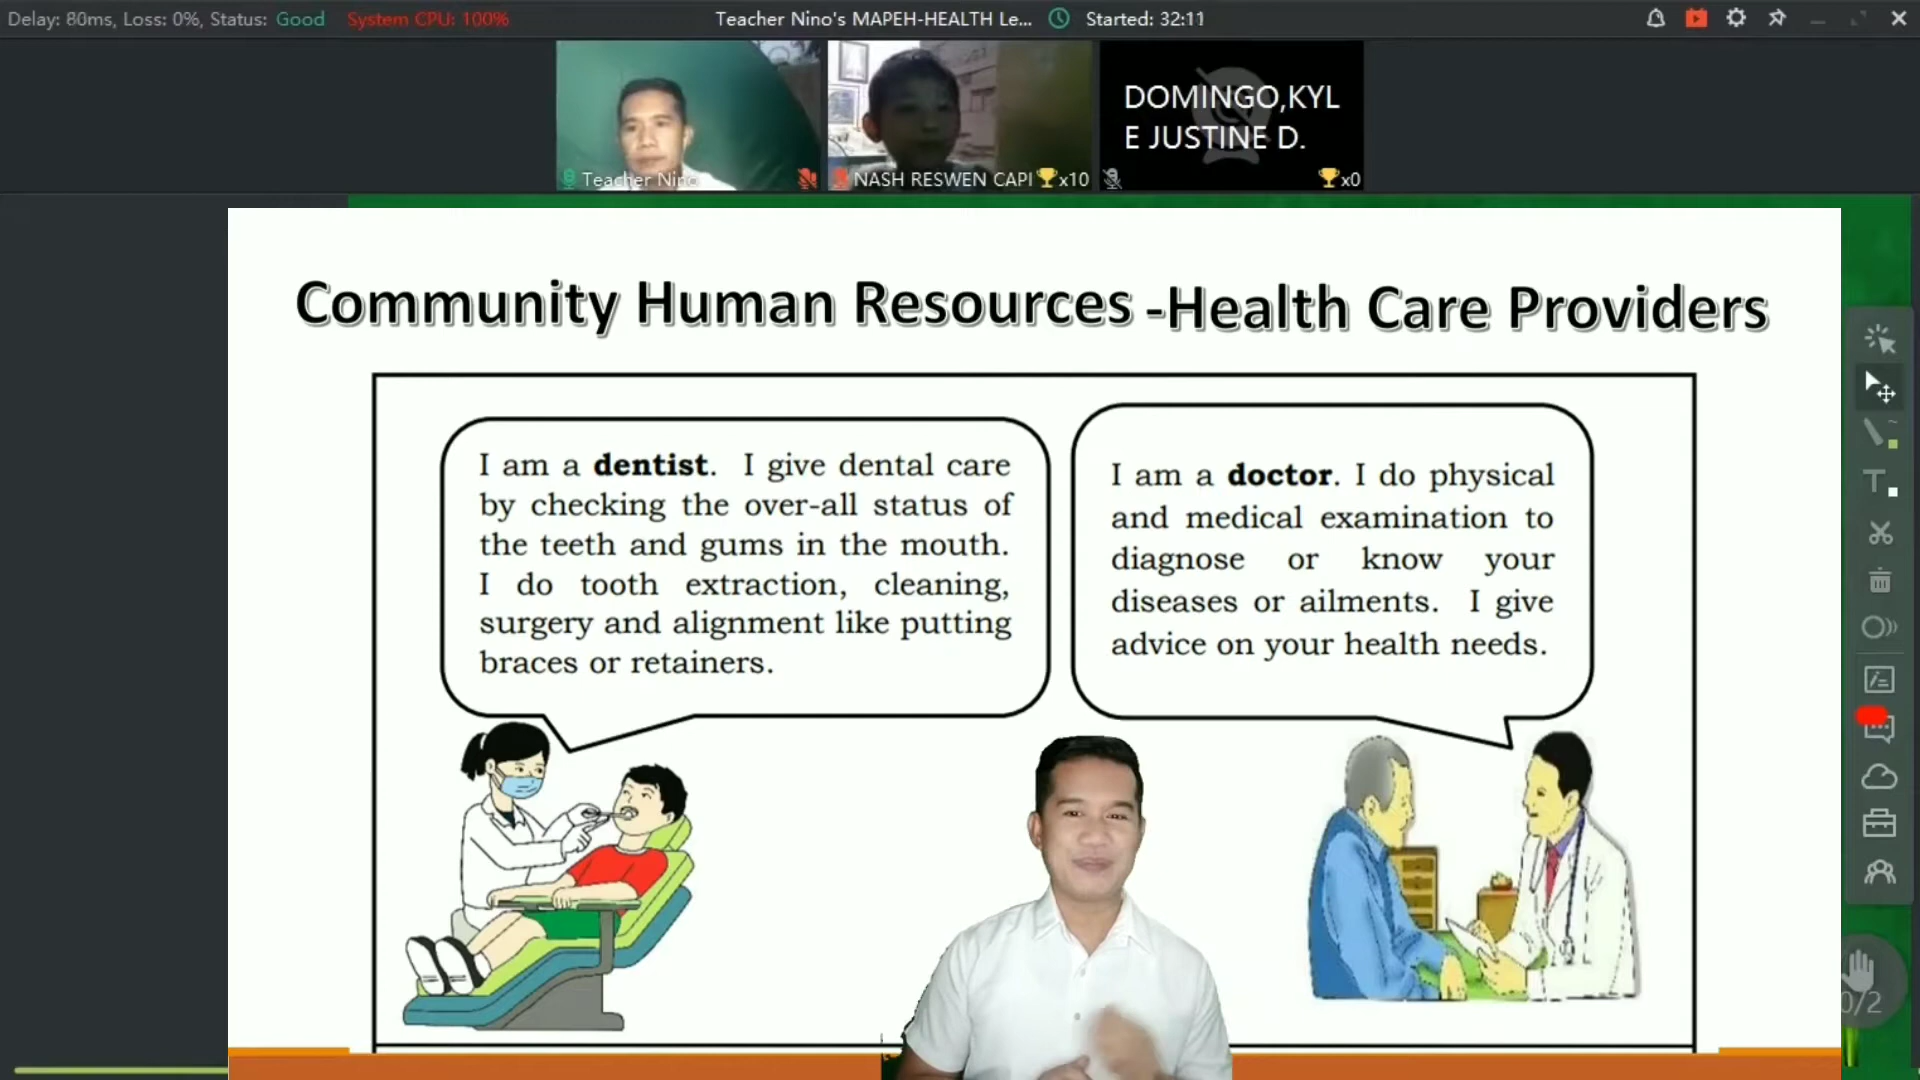 Delay: 80ms, Loss: 0%, Status: Good System CPU: 100% Teacher Nino's MAPEH-HEALTH Le... Started: 32:11
DOMINGO,KYL
E JUSTINE D.
Teacher Nino NASH RESWEN CAPI x10 x0
Community Human Resources -Health Care Providers
I am a dentist. I give dental care
by checking the over-all status of
the teeth and gums in the mouth.
I do tooth extraction, cleaning,
surgery and alignment like putting
braces or retainers.
I am a doctor. I do physical
and medical examination to
diagnose or know your
diseases or ailments. I give
advice on your health needs.
0/2